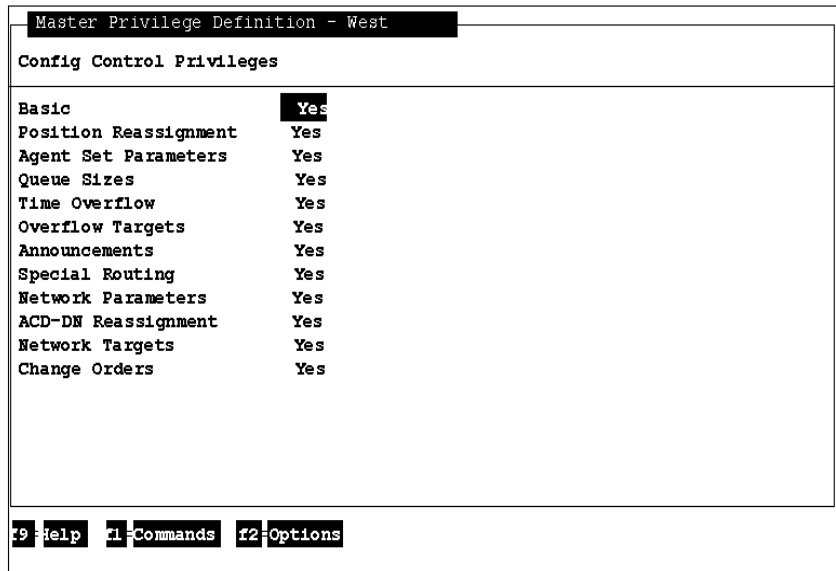 Master Privilege Definition - West
Config Control Privileges
Basic Yes
Position Reassignment Yes
Agent Set Parameters Yes
Queue Sizes Yes
Time Overflow Yes
Overflow Targets Yes
Announcements Yes
Special Routing Yes
Network Parameters Yes
ACD-DN Reassignment Yes
Network Targets Yes
Change Orders Yes
f9=Help f1=Commands f2=Options